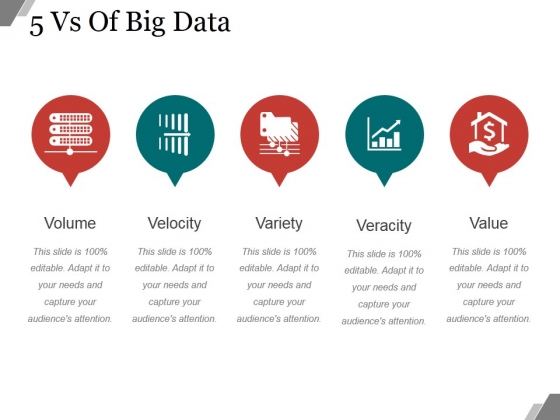 5 Vs Of Big Data
Volume
This slide is 100%
editable. Adapt it to
your needs and
capture your
audience's attention.
Velocity
This slide is 100%
editable. Adapt it to
your needs and
capture your
audience's attention.
Variety
This slide is 100%
editable. Adapt it to
your needs and
capture your
audience's attention.
Veracity
This slide is 100%
editable. Adapt it to
your needs and
capture your
audience's attention.
Value
This slide is 100%
editable. Adapt it to
your needs and
capture your
audience's attention.